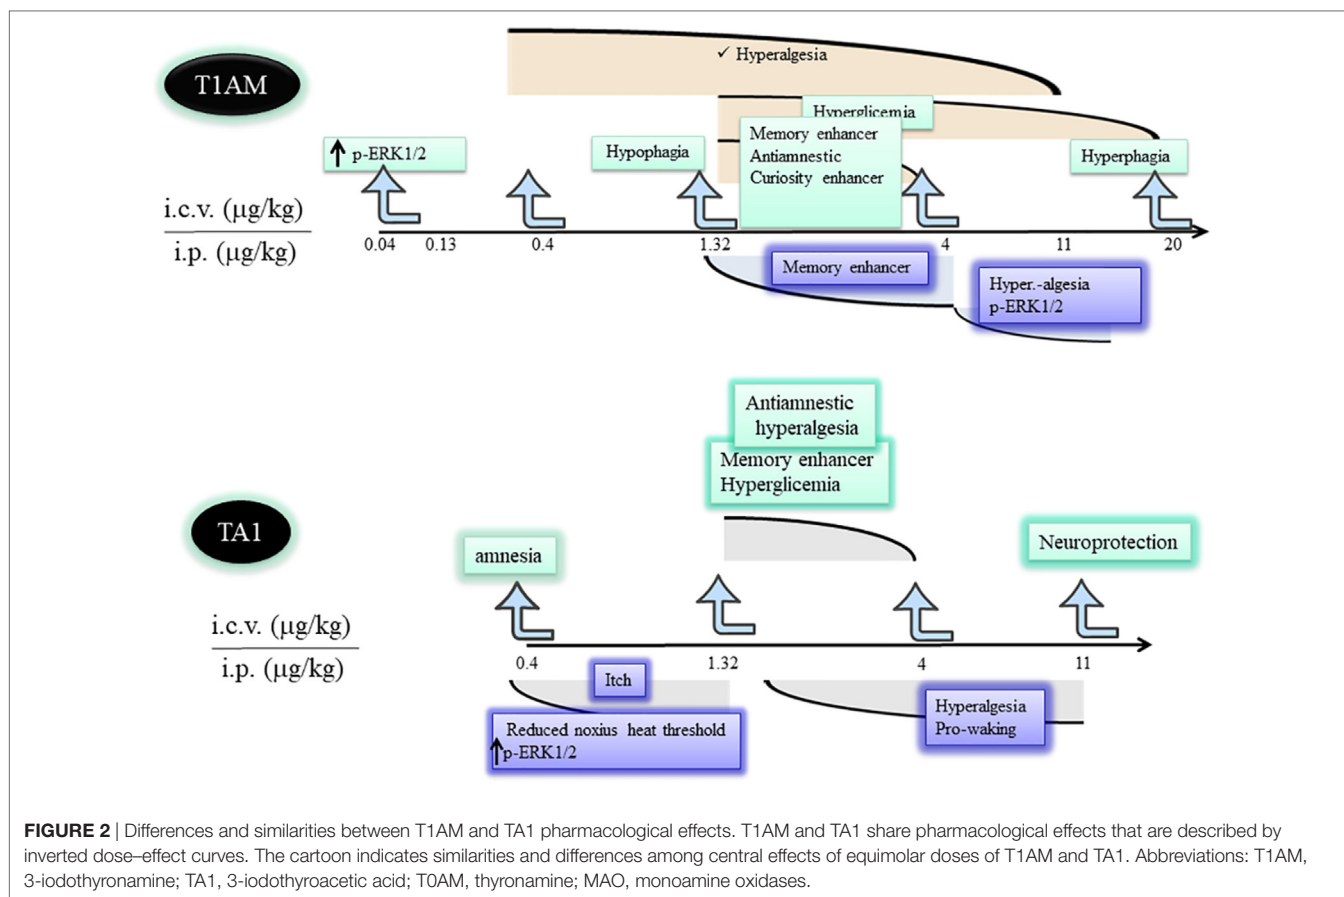 ✓ Hyperalgesia
T1AM
Hyperglicemia
Memory enhancer
Antiamnestic
Curiosity enhancer
p-ERK1/2
Hypophagia
Hyperphagia
i.c.v. (μg/kg)
i.p. (μg/kg)
0.04 0.13 0.4 1.32 4 11 20
Memory enhancer
Hyper.-algesia
p-ERK1/2
Antiamnestic
hyperalgesia
Memory enhancer
Hyperglicemia
TA1
amnesia
Neuroprotection
i.c.v. (μg/kg)
i.p. (μg/kg)
0.4 1.32 4 11
Itch
Reduced noxius heat threshold
p-ERK1/2
Hyperalgesia
Pro-waking
FIGURE 2 | Differences and similarities between T1AM and TA1 pharmacological effects. T1AM and TA1 share pharmacological effects that are described by
inverted dose–effect curves. The cartoon indicates similarities and differences among central effects of equimolar doses of T1AM and TA1. Abbreviations: T1AM,
3-iodothyronamine; TA1, 3-iodothyroacetic acid; T0AM, thyronamine; MAO, monoamine oxidases.